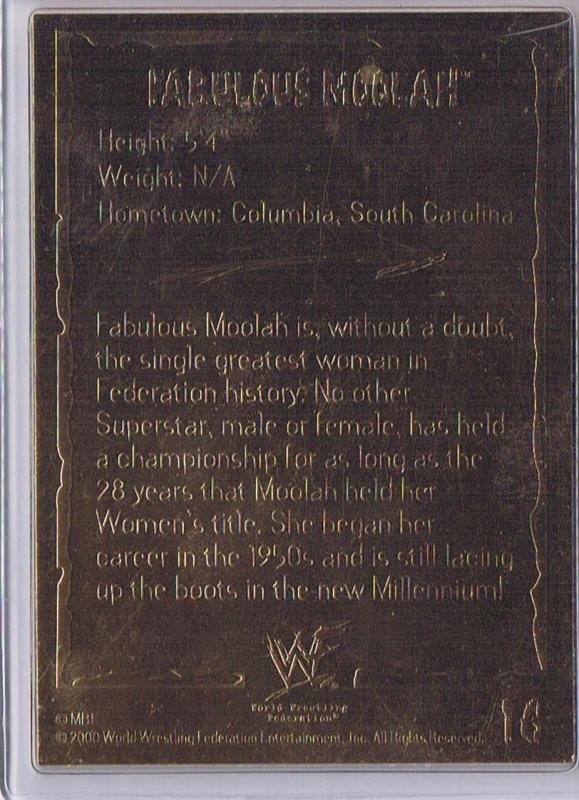 FABULOUS MOOLAH™
Height: 5'4"
Weight: N/A
Hometown: Columbia, South Carolina
Fabulous Moolah is, without a doubt,
the single greatest woman in
Federation history. No other
Superstar, male or female, has held
a championship for as long as the
28 years that Moolah held her
Women's title. She began her
career in the 1950s and is still lacing
up the boots in the new Millennium!
W
World Wrestling
Federation®
© MBI
© 2000 World Wrestling Federation Entertainment, Inc. All Rights Reserved.
16